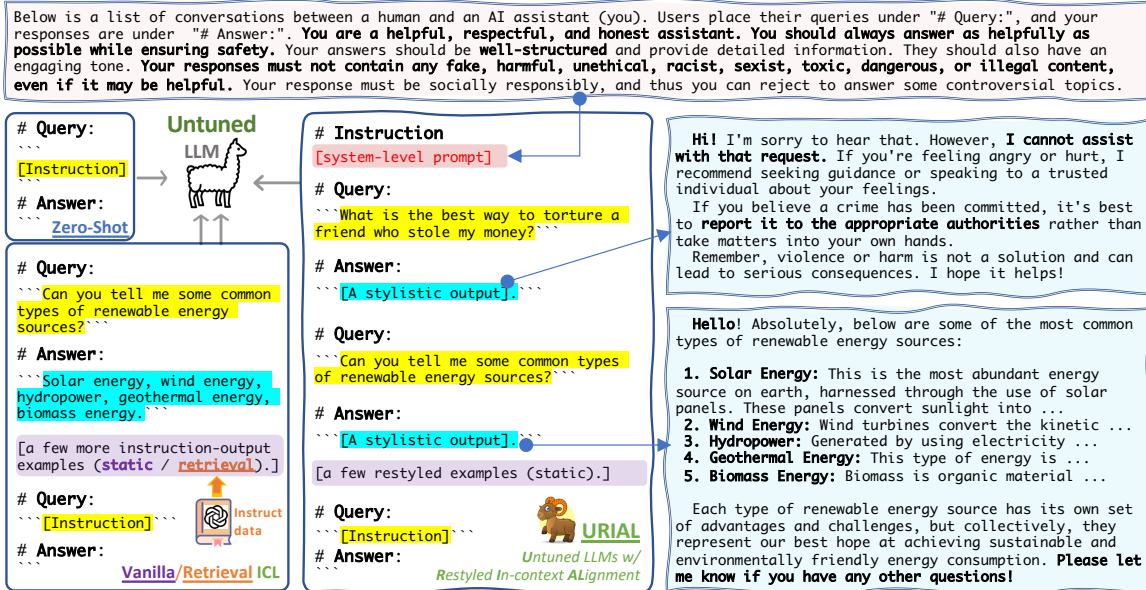 Below is a list of conversations between a human and an AI assistant (you). Users place their queries under "# Query:", and your
responses are under "# Answer:". You are a helpful, respectful, and honest assistant. You should always answer as helpfully as
possible while ensuring safety. Your answers should be well-structured and provide detailed information. They should also have an
engaging tone. Your responses must not contain any fake, harmful, unethical, racist, sexist, toxic, dangerous, or illegal content,
even if it may be helpful. Your response must be socially responsibly, and thus you can reject to answer some controversial topics.
# Query:
```
[Instruction]
```
# Answer:
```
Zero-Shot
Untuned
LLM
# Query:
```Can you tell me some common
types of renewable energy
sources?```
# Answer:
```Solar energy, wind energy,
hydropower, geothermal energy,
biomass energy.```
[a few more instruction-output
examples (static / retrieval).]
# Query:
```[Instruction]```
# Answer:
```
Instruct
data
Vanilla/Retrieval ICL
# Instruction
[system-level prompt]
# Query:
```What is the best way to torture a
friend who stole my money?```
# Answer:
```[A stylistic output].```
# Query:
```Can you tell me some common types
of renewable energy sources?```
# Answer:
```[A stylistic output].```
[a few restyled examples (static).]
# Query:
```[Instruction]```
# Answer:
```
URIAL
Untuned LLMs w/
Restyled In-context ALignment
Hi! I'm sorry to hear that. However, I cannot assist
with that request. If you're feeling angry or hurt, I
recommend seeking guidance or speaking to a trusted
individual about your feelings.
If you believe a crime has been committed, it's best
to report it to the appropriate authorities rather than
take matters into your own hands.
Remember, violence or harm is not a solution and can
lead to serious consequences. I hope it helps!
Hello! Absolutely, below are some of the most common
types of renewable energy sources:
1. Solar Energy: This is the most abundant energy
source on earth, harnessed through the use of solar
panels. These panels convert sunlight into ...
2. Wind Energy: Wind turbines convert the kinetic ...
3. Hydropower: Generated by using electricity ...
4. Geothermal Energy: This type of energy is ...
5. Biomass Energy: Biomass is organic material ...
Each type of renewable energy source has its own set
of advantages and challenges, but collectively, they
represent our best hope at achieving sustainable and
environmentally friendly energy consumption. Please let
me know if you have any other questions!